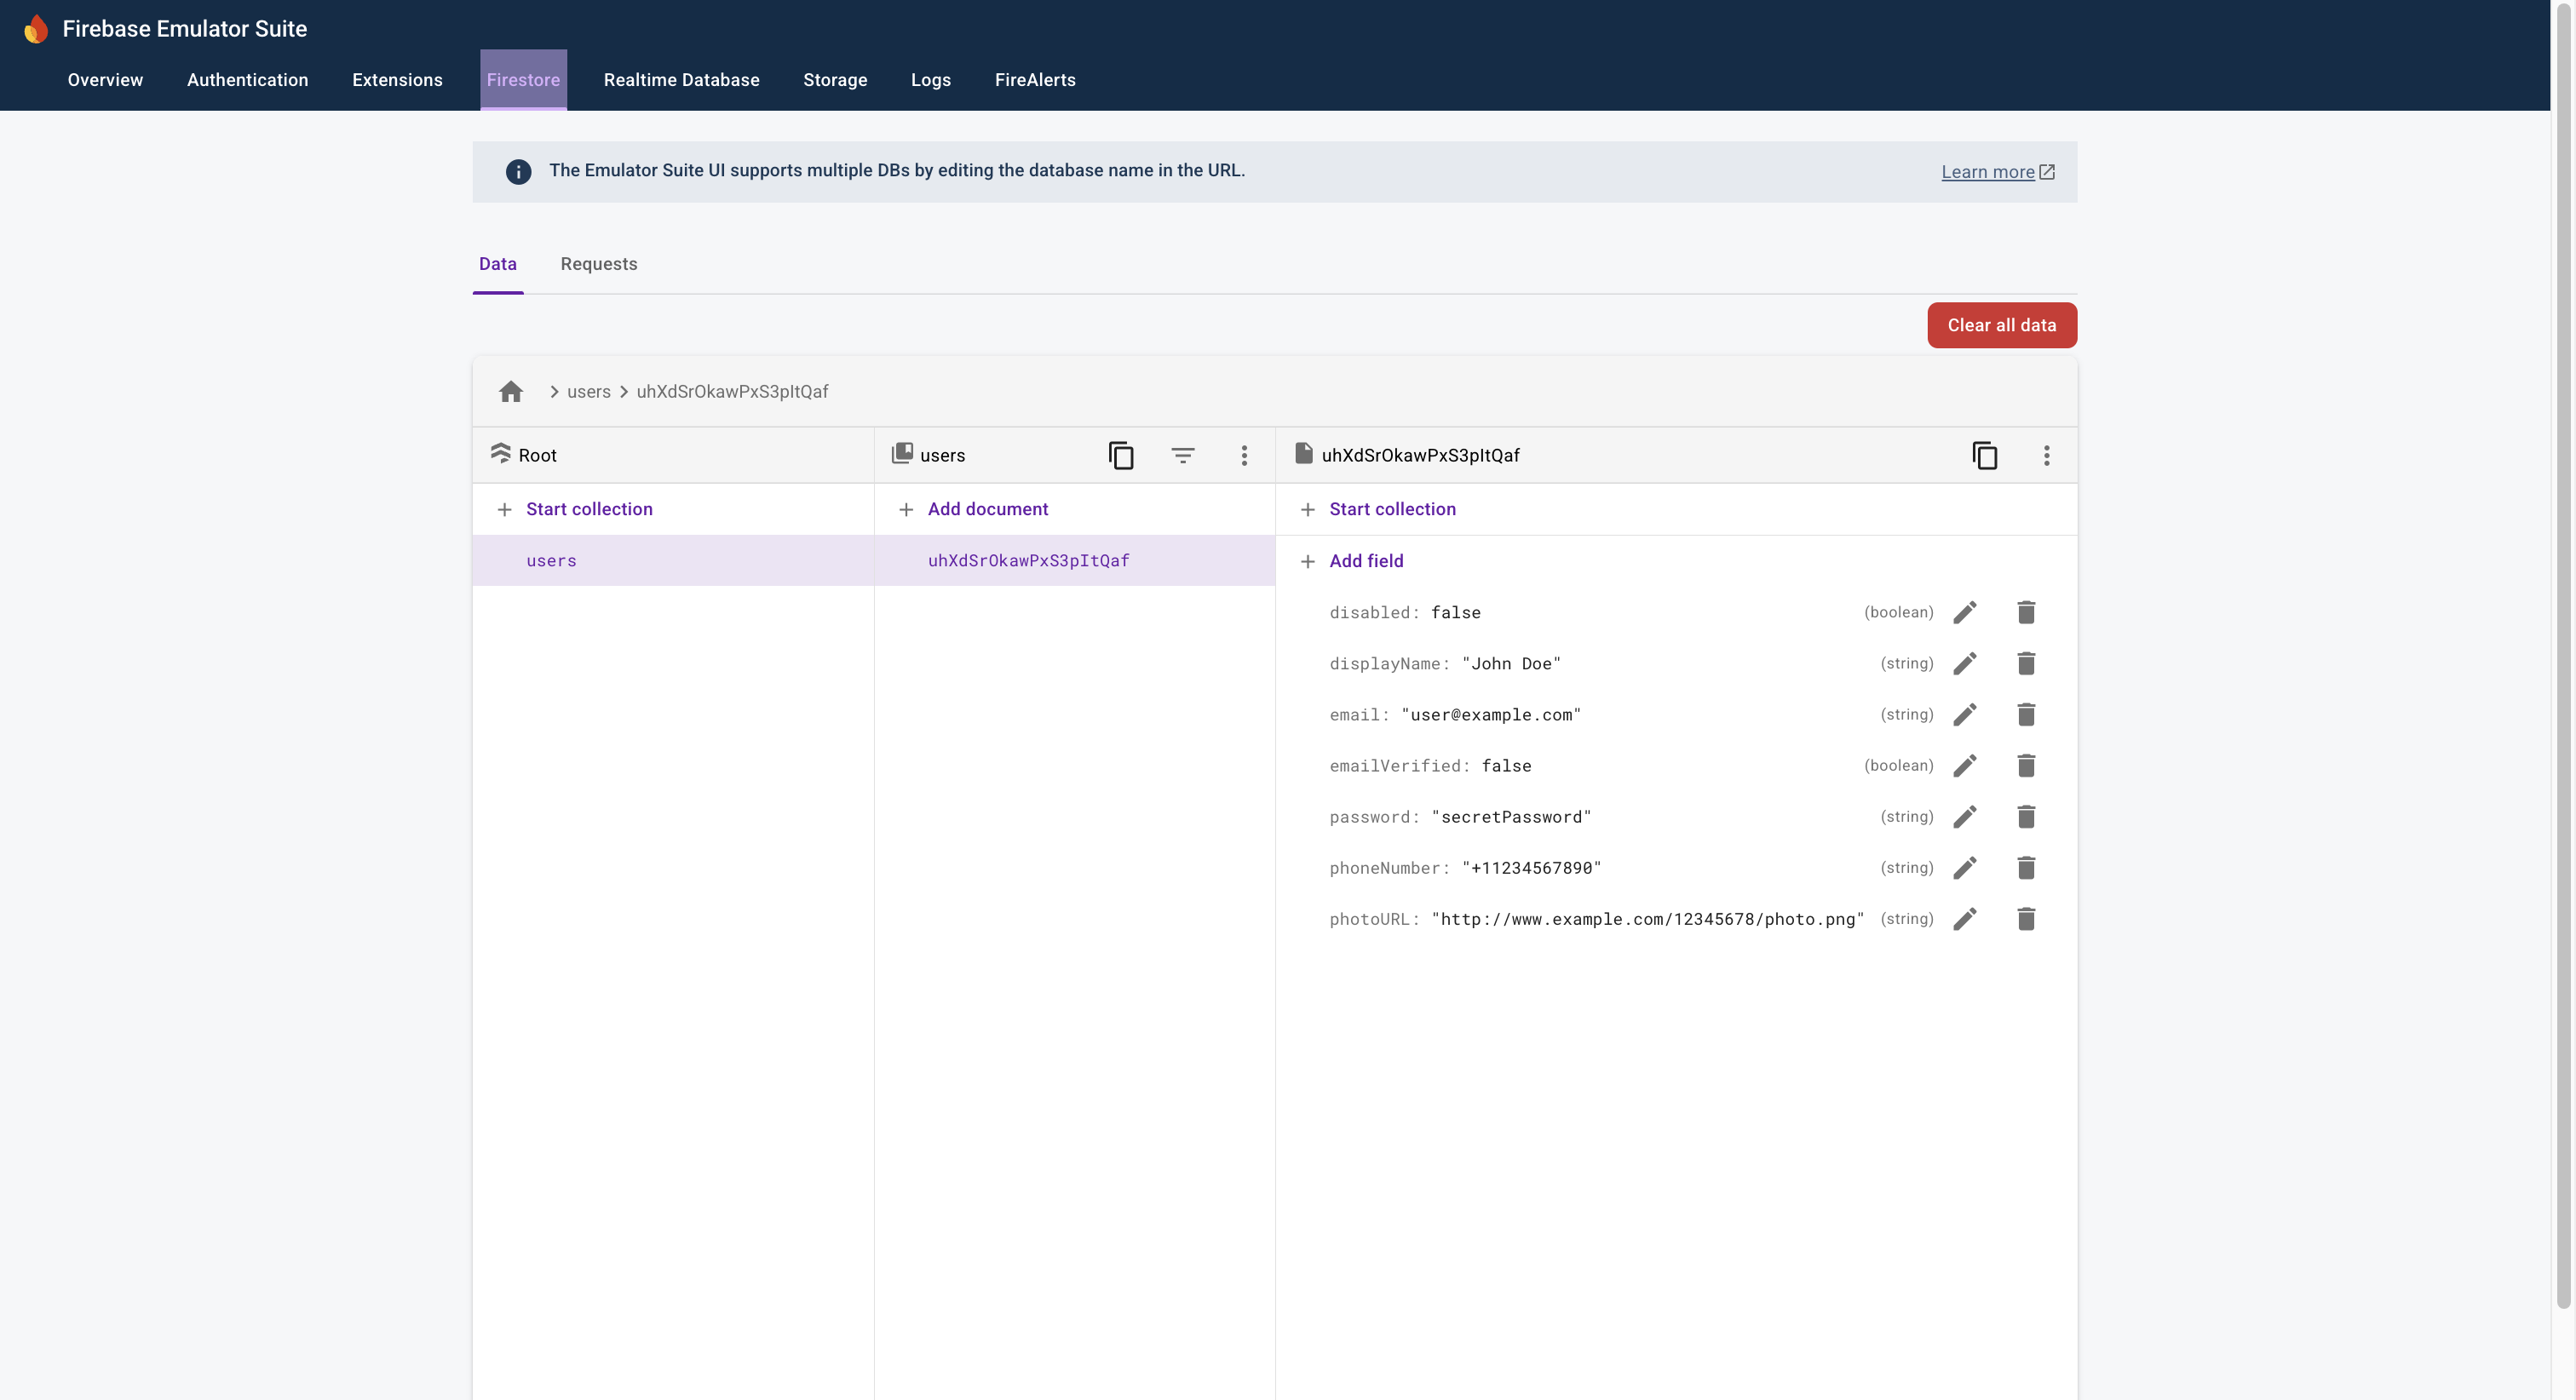 Firebase Emulator Suite
Overview Authentication Extensions Firestore Realtime Database Storage Logs FireAlerts
The Emulator Suite UI supports multiple DBs by editing the database name in the URL. Learn more
Data Requests
Clear all data
users uhXdSrOkawPxS3pItQaf
Root users uhXdSrOkawPxS3pItQaf
Start collection Add document Start collection
users uhXdSrOkawPxS3pItQaf Add field
disabled: false (boolean)
displayName: "John Doe" (string)
email: "user@example.com" (string)
emailVerified: false (boolean)
password: "secretPassword" (string)
phoneNumber: "+11234567890" (string)
photoURL: "http://www.example.com/12345678/photo.png" (string)